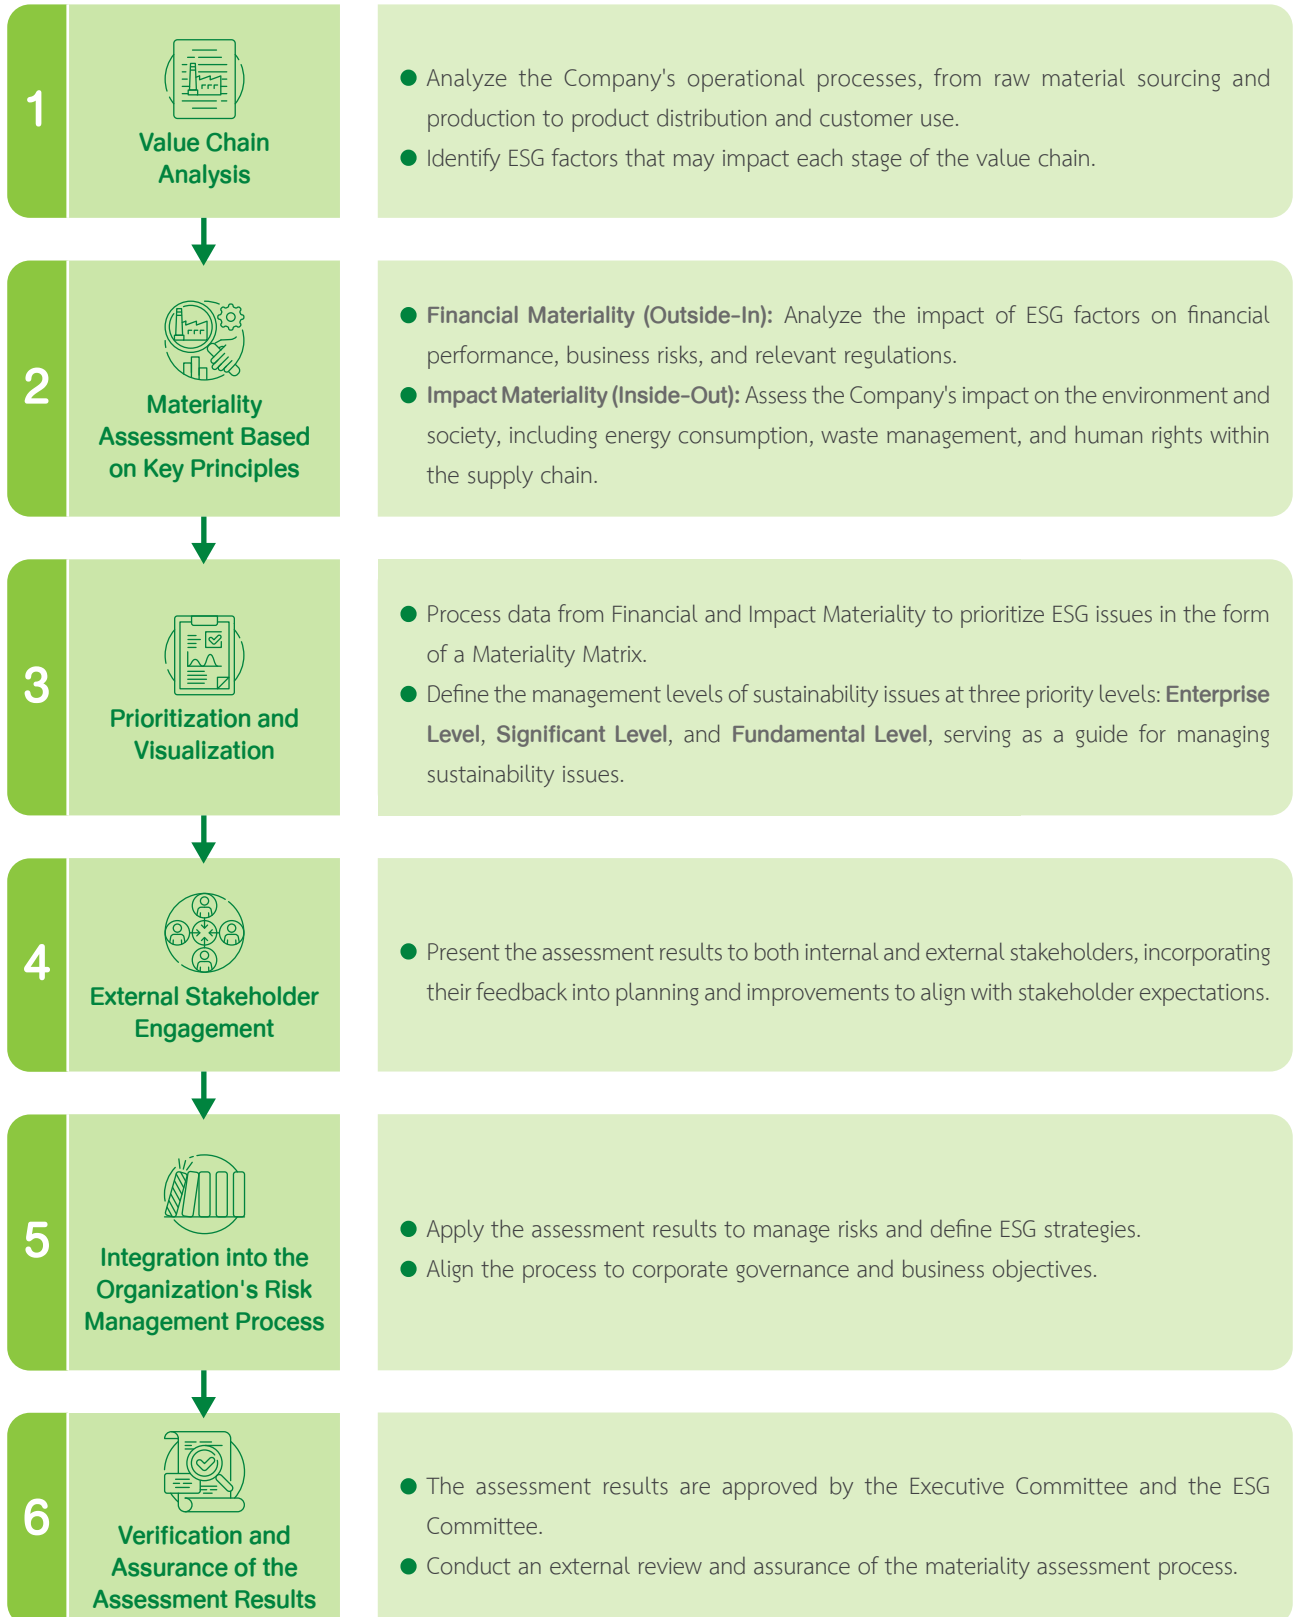 1
Value Chain
Analysis
● Analyze the Company's operational processes, from raw material sourcing and
production to product distribution and customer use.
● Identify ESG factors that may impact each stage of the value chain.
2
Materiality
Assessment Based
on Key Principles
● Financial Materiality (Outside-In): Analyze the impact of ESG factors on financial
performance, business risks, and relevant regulations.
● Impact Materiality (Inside-Out): Assess the Company's impact on the environment and
society, including energy consumption, waste management, and human rights within
the supply chain.
3
Prioritization and
Visualization
● Process data from Financial and Impact Materiality to prioritize ESG issues in the form
of a Materiality Matrix.
● Define the management levels of sustainability issues at three priority levels: Enterprise
Level, Significant Level, and Fundamental Level, serving as a guide for managing
sustainability issues.
4
External Stakeholder
Engagement
● Present the assessment results to both internal and external stakeholders, incorporating
their feedback into planning and improvements to align with stakeholder expectations.
5
Integration into the
Organization's Risk
Management Process
● Apply the assessment results to manage risks and define ESG strategies.
● Align the process to corporate governance and business objectives.
6
Verification and
Assurance of the
Assessment Results
● The assessment results are approved by the Executive Committee and the ESG
Committee.
● Conduct an external review and assurance of the materiality assessment process.